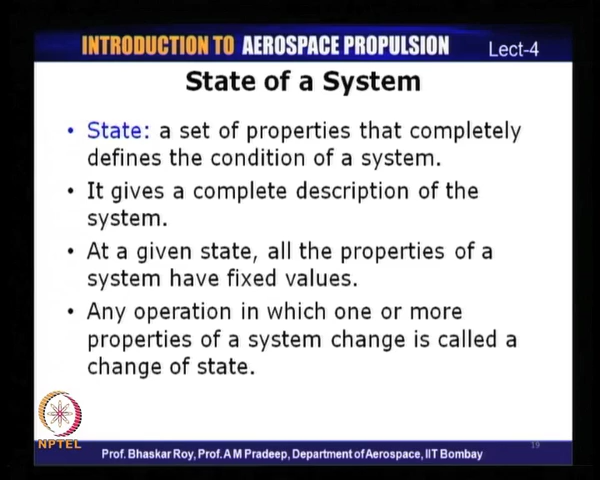 INTRODUCTION TO AEROSPACE PROPULSION Lect-4
State of a System
• State: a set of properties that completely
defines the condition of a system.
• It gives a complete description of the
system.
• At a given state, all the properties of a
system have fixed values.
• Any operation in which one or more
properties of a system change is called a
change of state.
NPTEL
19
Prof. Bhaskar Roy, Prof. A M Pradeep, Department of Aerospace, IIT Bombay